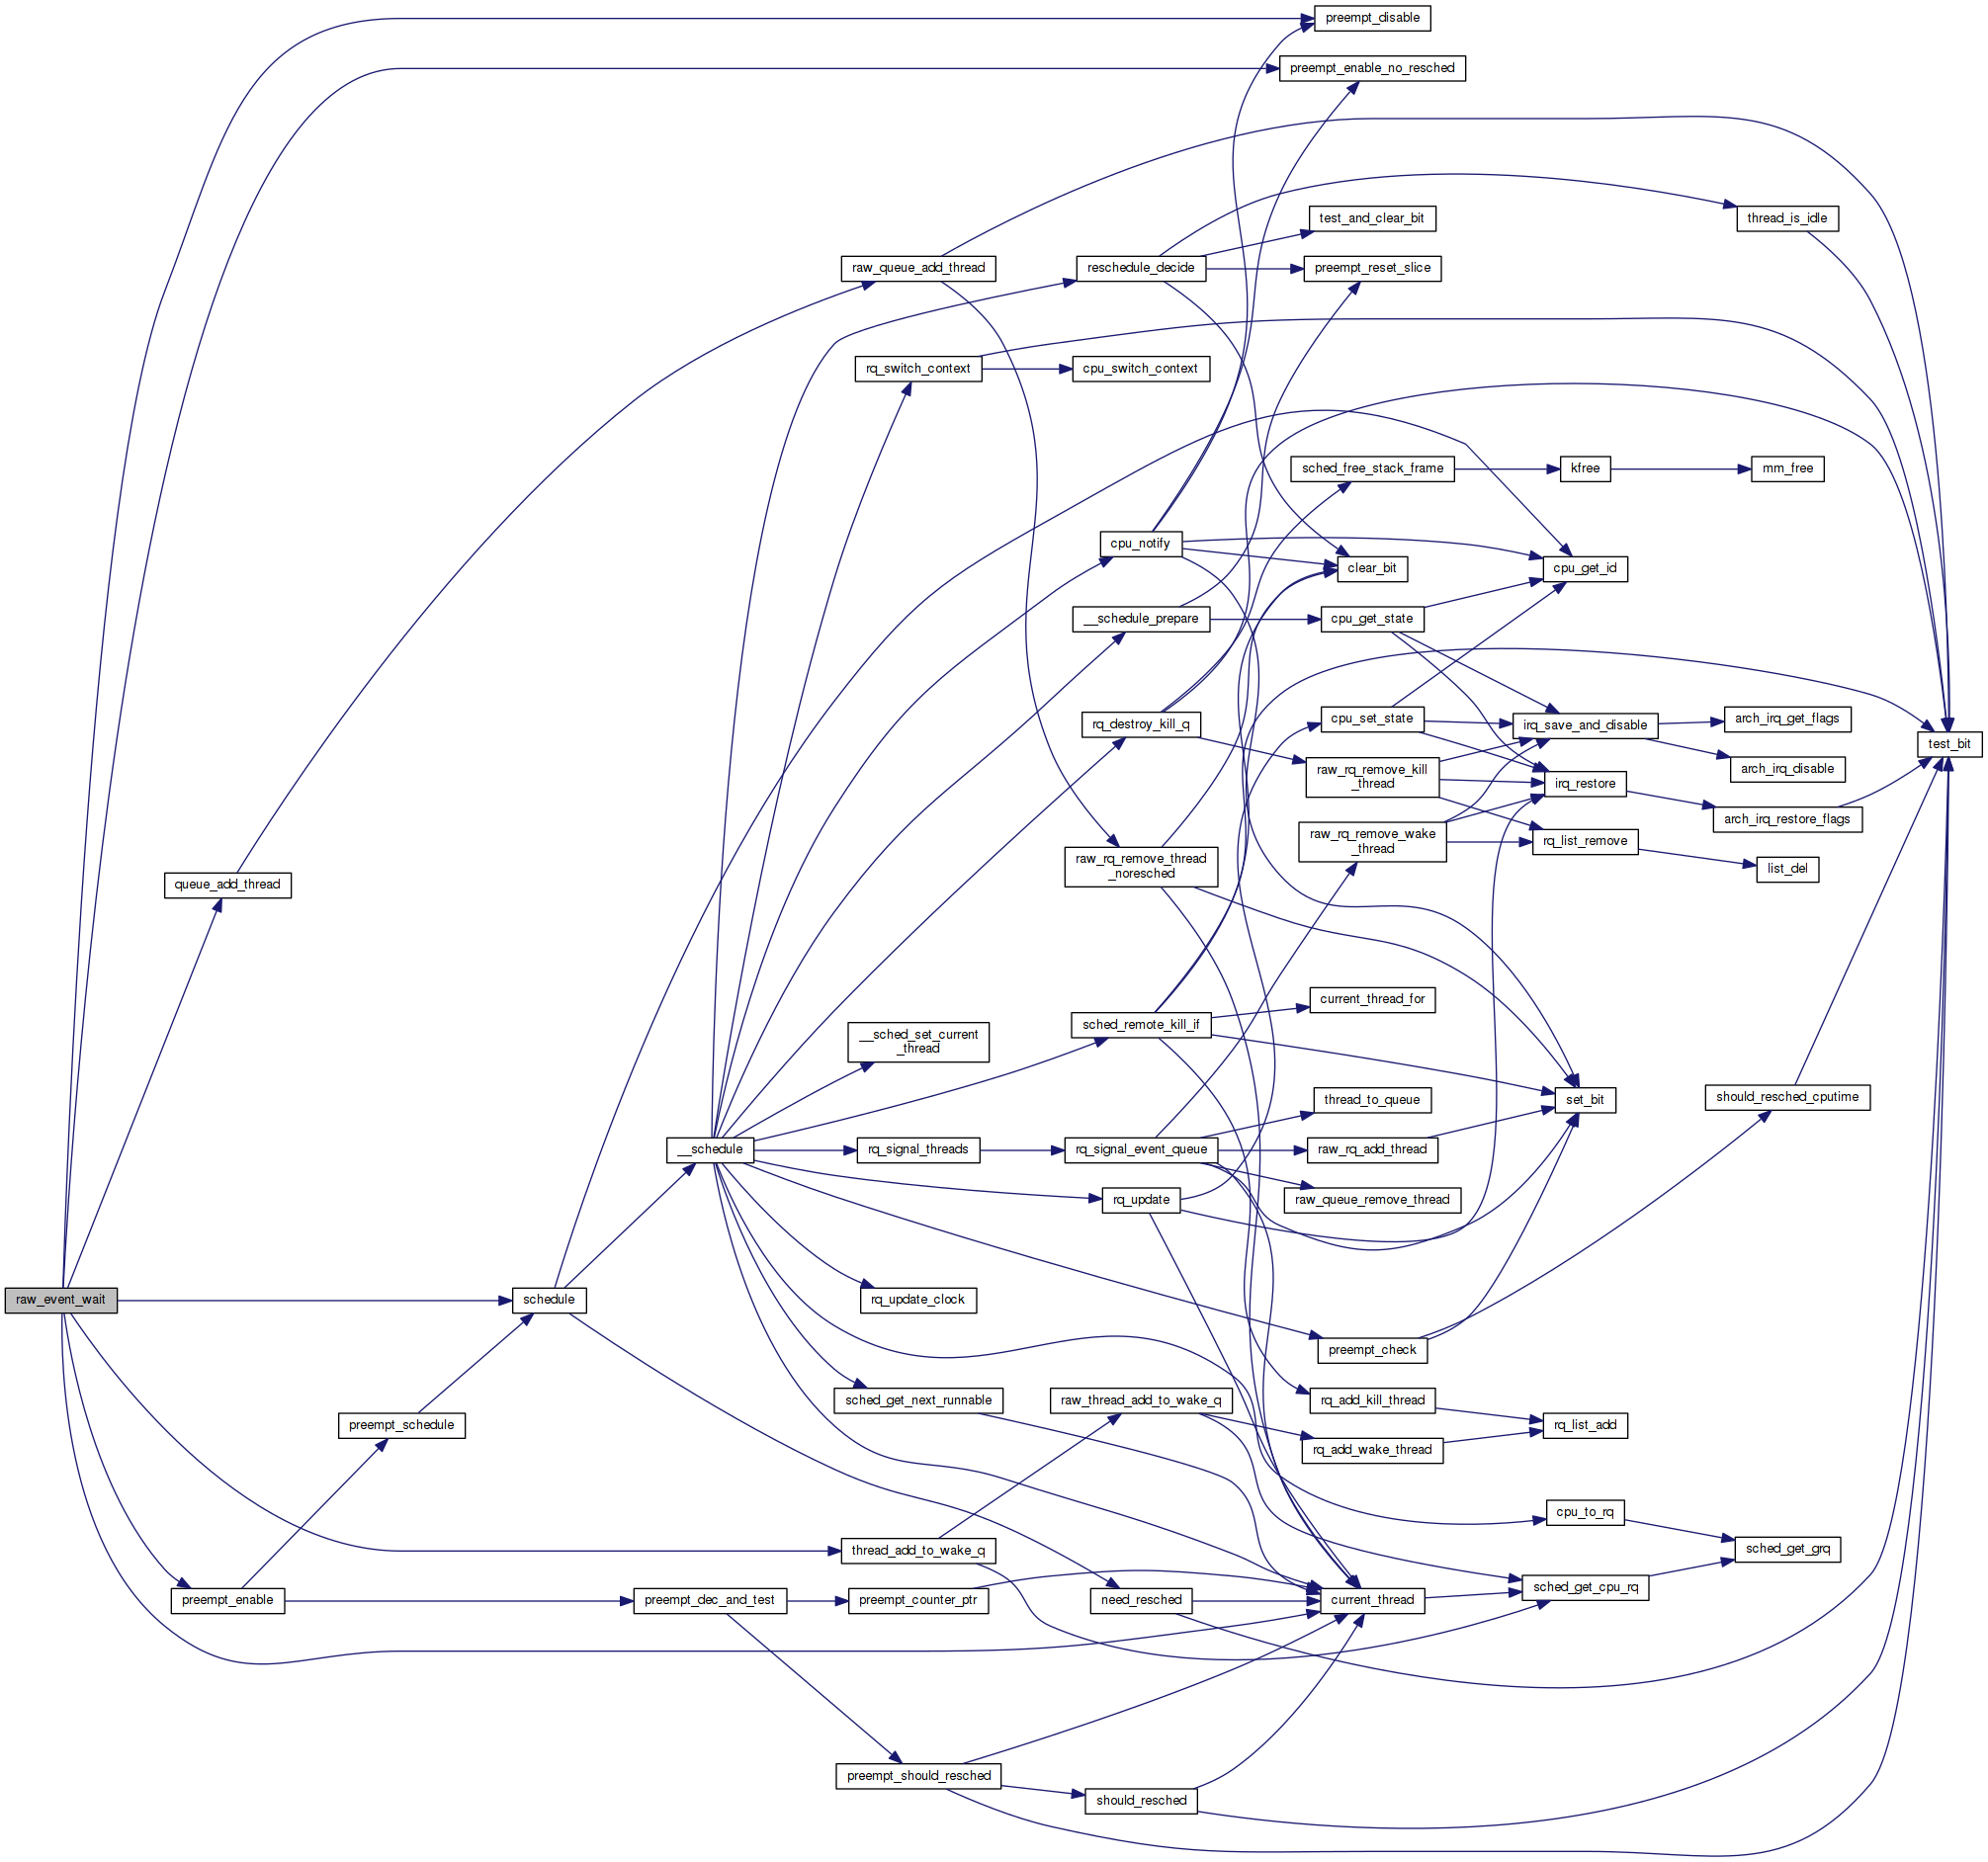 preempt_disable
preempt_enable_no_resched
test_and_clear_bit
thread_is_idle
raw_queue_add_thread
reschedule_decide
preempt_reset_slice
rq_switch_context
cpu_switch_context
sched_free_stack_frame
kfree
mm_free
cpu_notify
clear_bit
cpu_get_id
__schedule_prepare
cpu_get_state
rq_destroy_kill_q
cpu_set_state
irq_save_and_disable
arch_irq_get_flags
test_bit
raw_rq_remove_kill
_thread
irq_restore
arch_irq_disable
arch_irq_restore_flags
raw_rq_remove_wake
_thread
rq_list_remove
list_del
raw_rq_remove_thread
_noresched
queue_add_thread
current_thread_for
sched_remote_kill_if
__sched_set_current
_thread
thread_to_queue
set_bit
should_resched_cputime
__schedule
rq_signal_threads
rq_signal_event_queue
raw_rq_add_thread
rq_update
raw_queue_remove_thread
raw_event_wait
schedule
rq_update_clock
preempt_check
sched_get_next_runnable
raw_thread_add_to_wake_q
rq_add_kill_thread
preempt_schedule
rq_list_add
rq_add_wake_thread
cpu_to_rq
thread_add_to_wake_q
sched_get_grq
preempt_enable
preempt_dec_and_test
preempt_counter_ptr
need_resched
current_thread
sched_get_cpu_rq
preempt_should_resched
should_resched